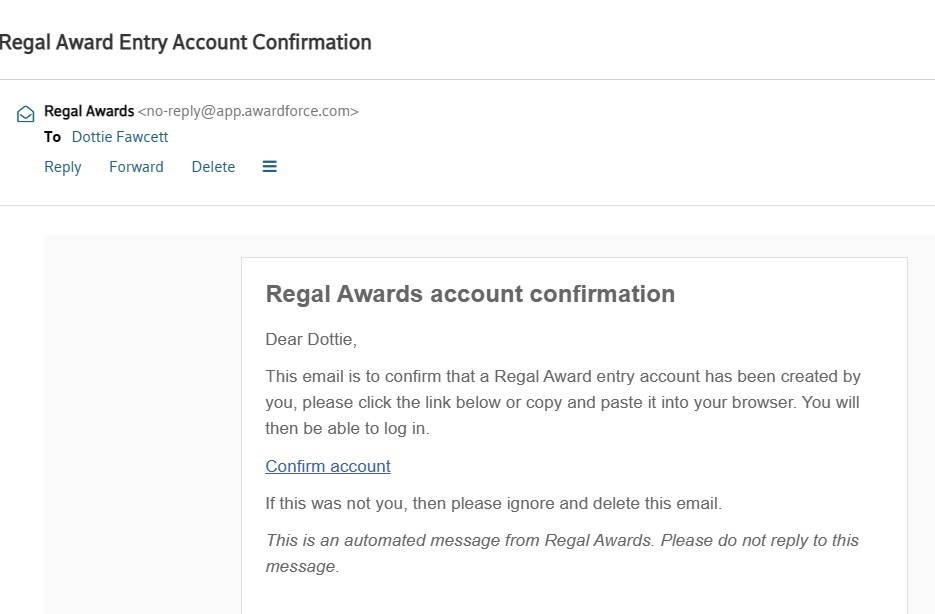 Regal Award Entry Account Confirmation
Regal Awards <no-reply@app.awardforce.com>
To Dottie Fawcett
Reply Forward Delete
Regal Awards account confirmation
Dear Dottie,
This email is to confirm that a Regal Award entry account has been created by
you, please click the link below or copy and paste it into your browser. You will
then be able to log in.
Confirm account
If this was not you, then please ignore and delete this email.
This is an automated message from Regal Awards. Please do not reply to this
message.